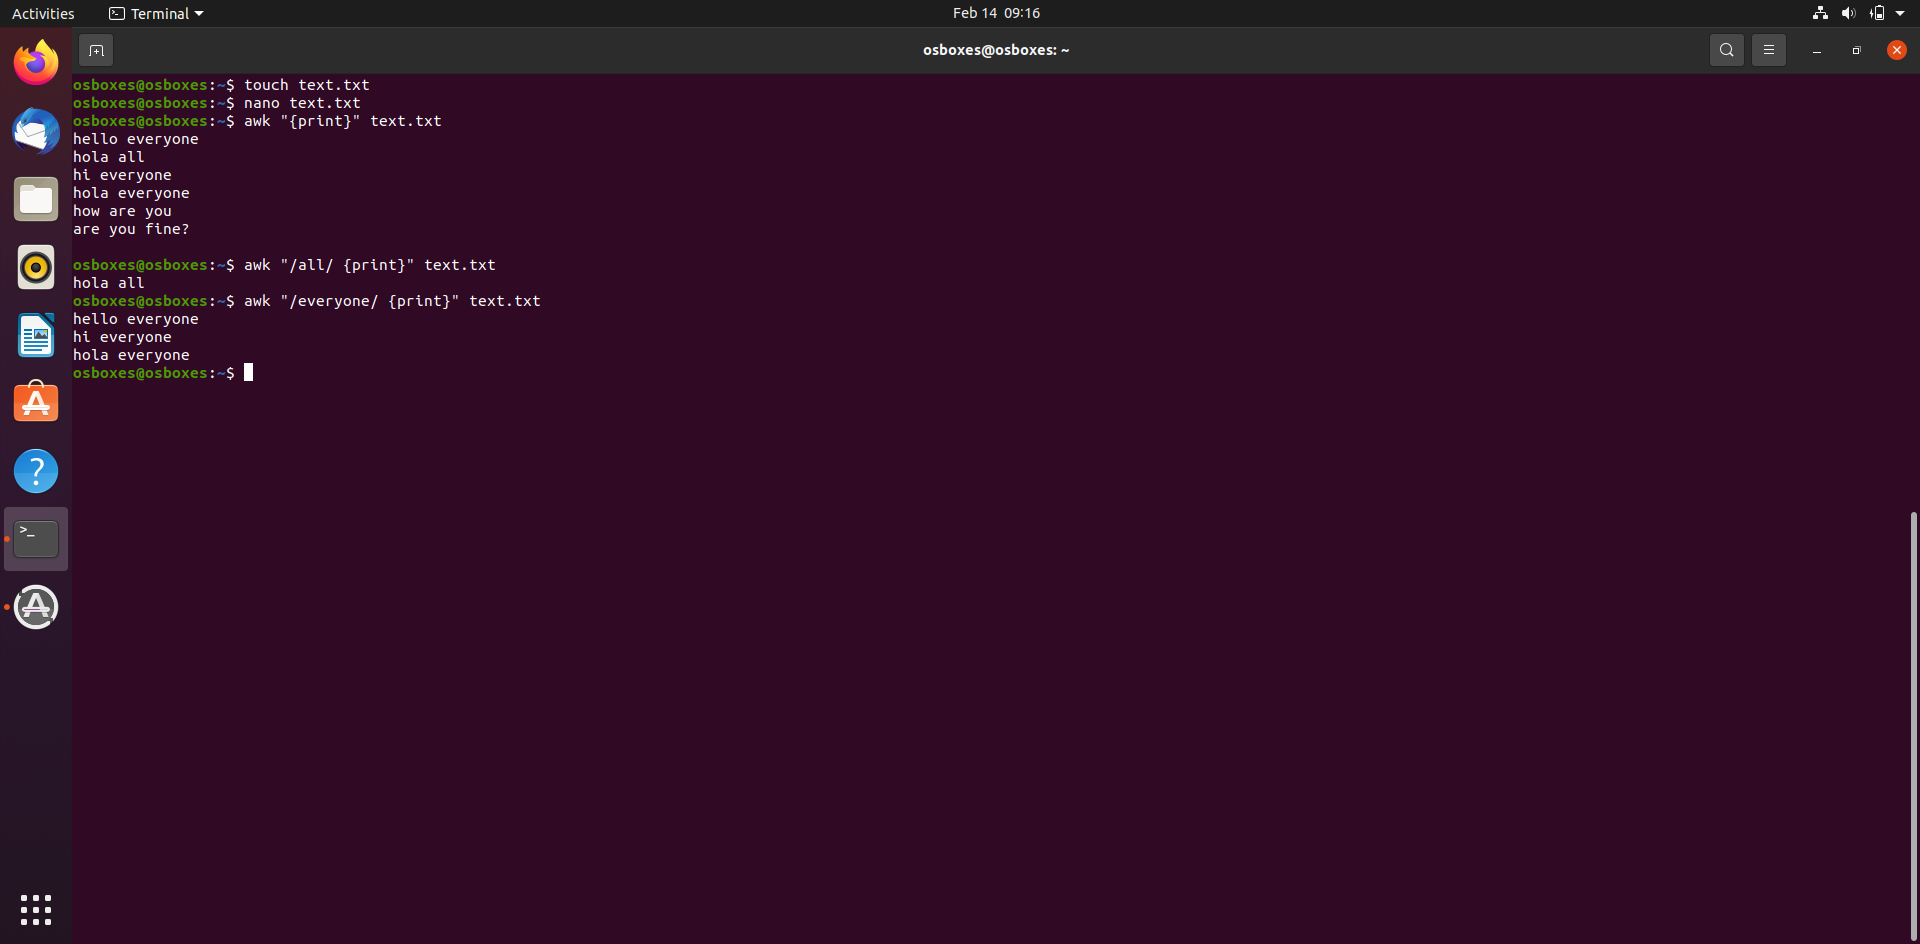 Activities Terminal Feb 14 09:16
osboxes@osboxes: ~
osboxes@osboxes:~$ touch text.txt
osboxes@osboxes:~$ nano text.txt
osboxes@osboxes:~$ awk "{print}" text.txt
hello everyone
hola all
hi everyone
hola everyone
how are you
are you fine?
osboxes@osboxes:~$ awk "/all/ {print}" text.txt
hola all
osboxes@osboxes:~$ awk "/everyone/ {print}" text.txt
hello everyone
hi everyone
hola everyone
osboxes@osboxes:~$